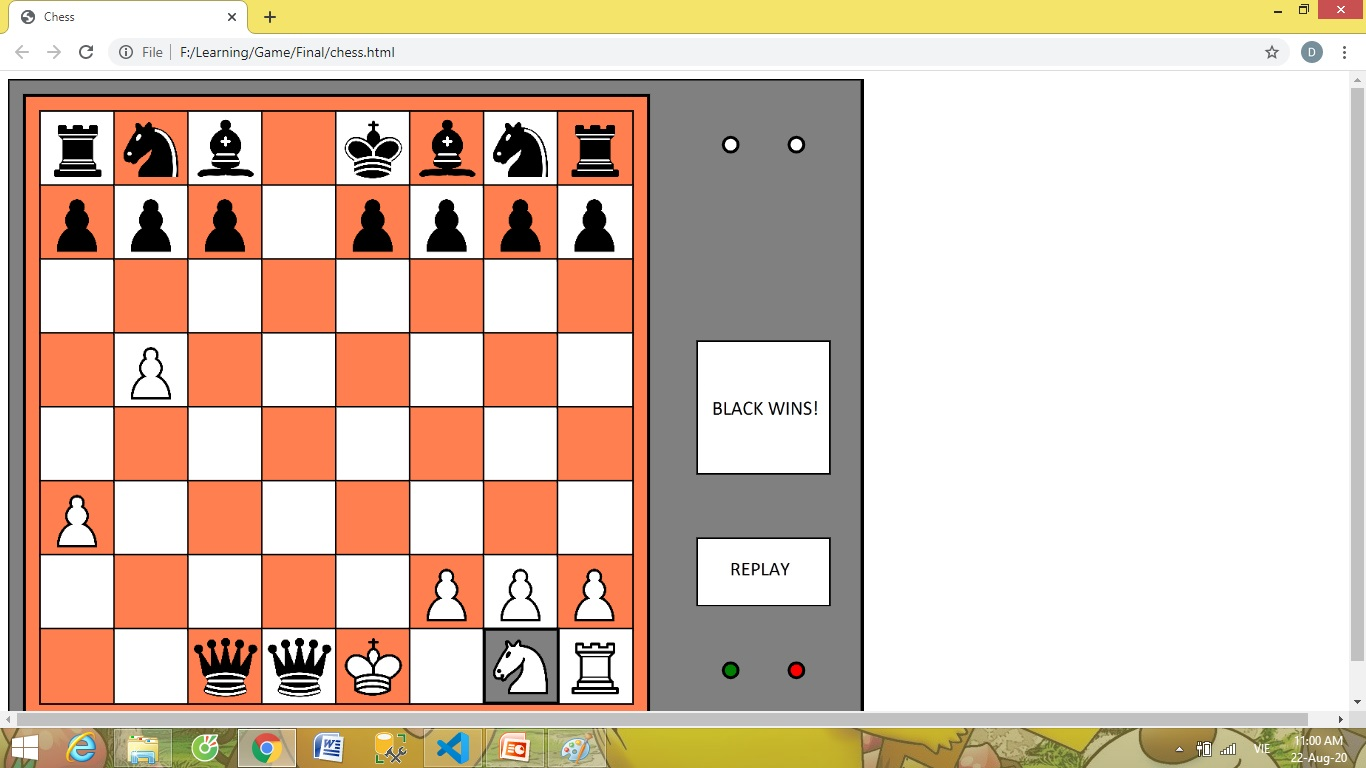 Chess
File
F:/Learning/Game/Final/chess.html
D
BLACK WINS!
REPLAY
VIE
11:00 AM
22-Aug-20